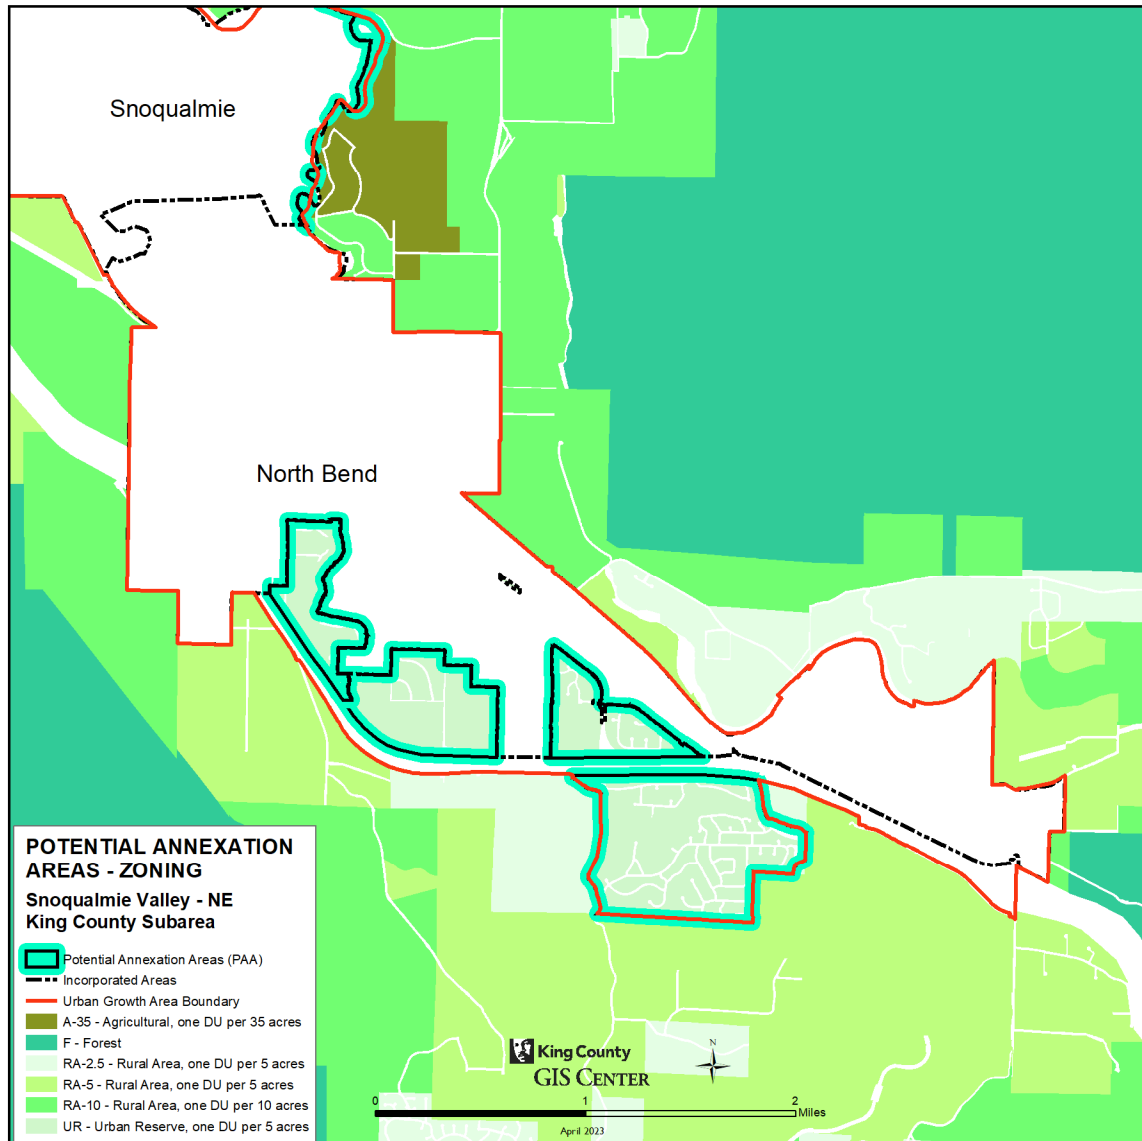 Snoqualmie
North Bend
POTENTIAL ANNEXATION
AREAS - ZONING
Snoqualmie Valley - NE
King County Subarea
Potential Annexation Areas (PAA)
Incorporated Areas
Urban Growth Area Boundary
A-35 - Agricultural, one DU per 35 acres
F - Forest
RA-2.5 - Rural Area, one DU per 5 acres
RA-5 - Rural Area, one DU per 5 acres
RA-10 - Rural Area, one DU per 10 acres
UR - Urban Reserve, one DU per 5 acres
King County
GIS CENTER
N
0 1 2
Miles
April 2023